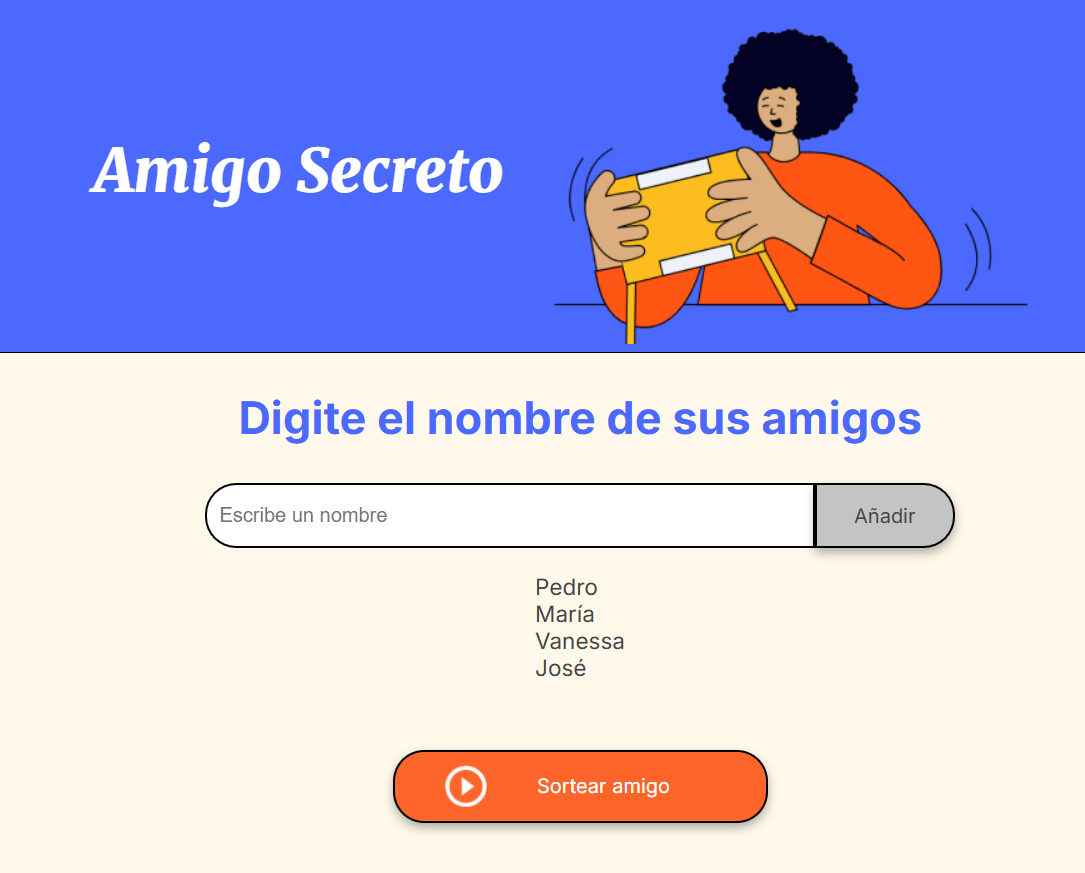 Amigo Secreto
Digite el nombre de sus amigos
Escribe un nombre
Añadir
Pedro
María
Vanessa
José
Sortear amigo